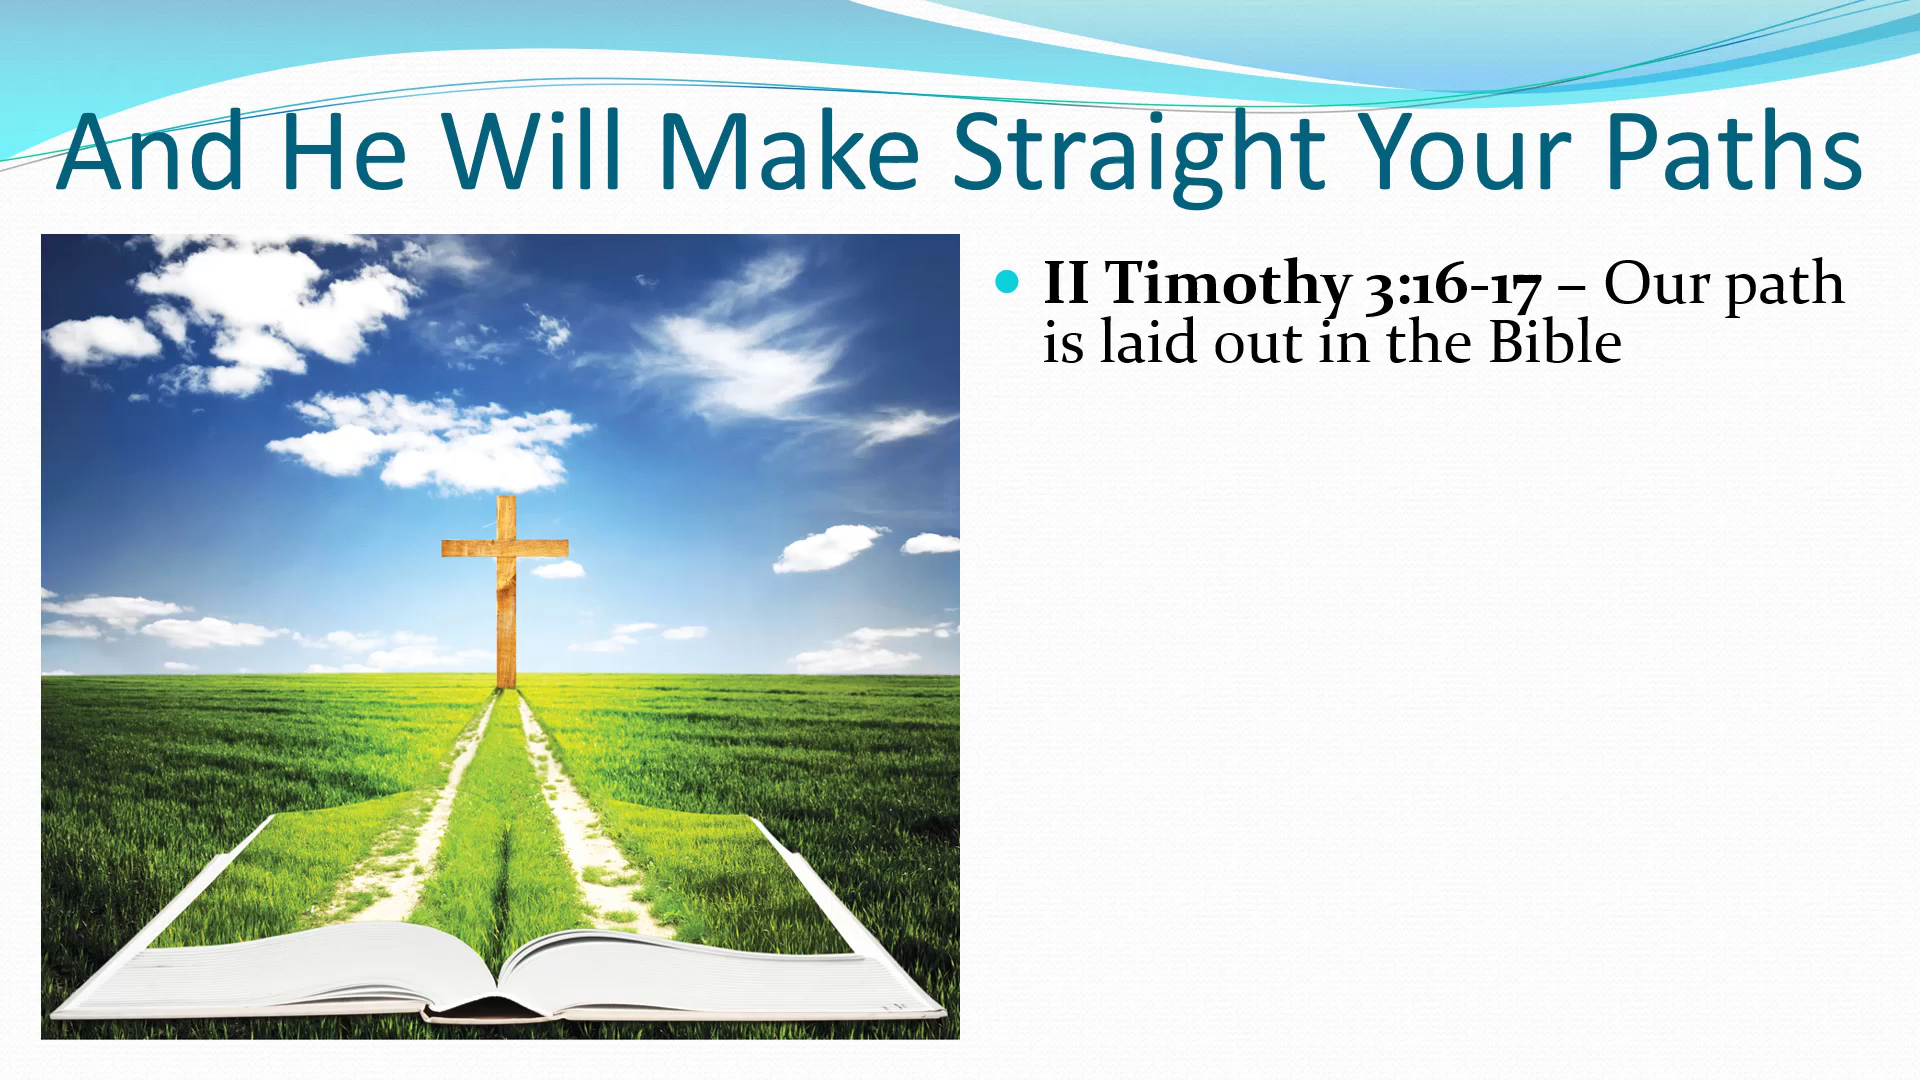 And He Will Make Straight Your Paths
II Timothy 3:16-17 – Our path
is laid out in the Bible